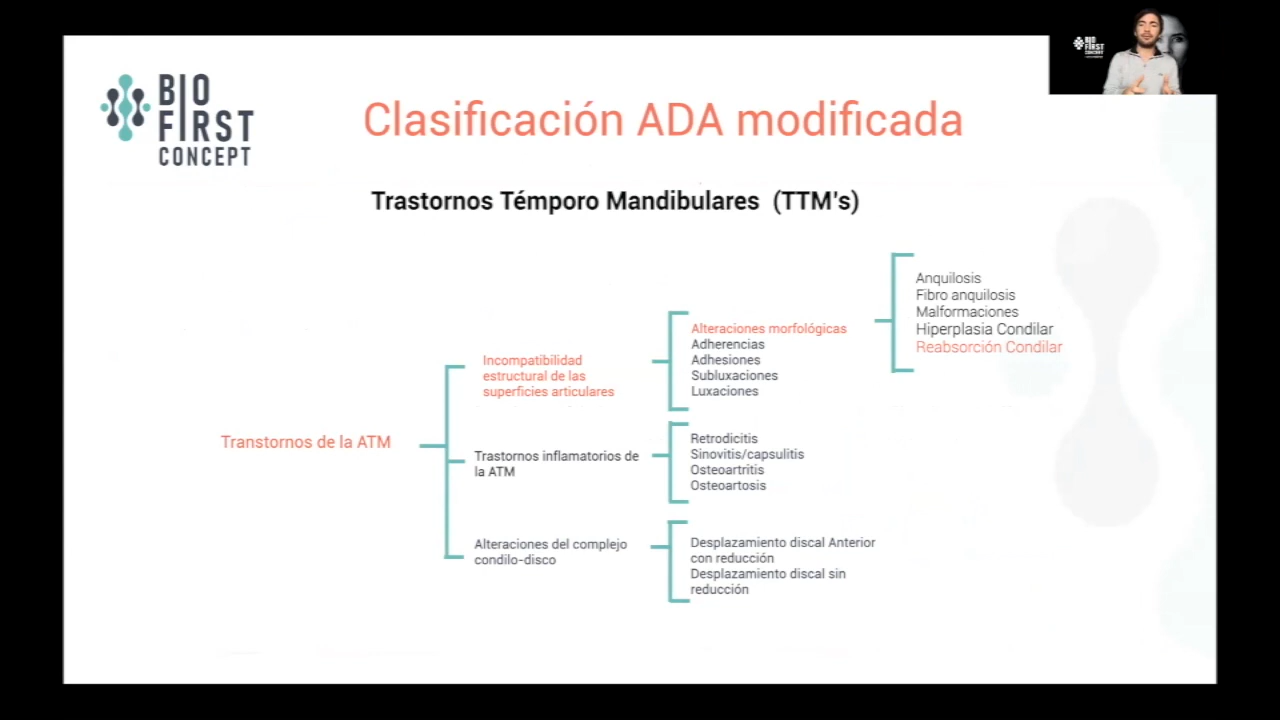 BIO
FIRST
CONCEPT
BIO
FIRST
CONCEPT
Clasificación ADA modificada
Trastornos Témporo Mandibulares (TTM's)
Transtornos de la ATM
Incompatibilidad
estructural de las
superficies articulares
Alteraciones morfológicas
Adherencias
Adhesiones
Subluxaciones
Luxaciones
Anquilosis
Fibro anquilosis
Malformaciones
Hiperplasia Condilar
Reabsorción Condilar
Trastornos inflamatorios de
la ATM
Retrodicitis
Sinovitis/capsulitis
Osteoartritis
Osteoartosis
Alteraciones del complejo
condilo-disco
Desplazamiento discal Anterior
con reducción
Desplazamiento discal sin
reducción